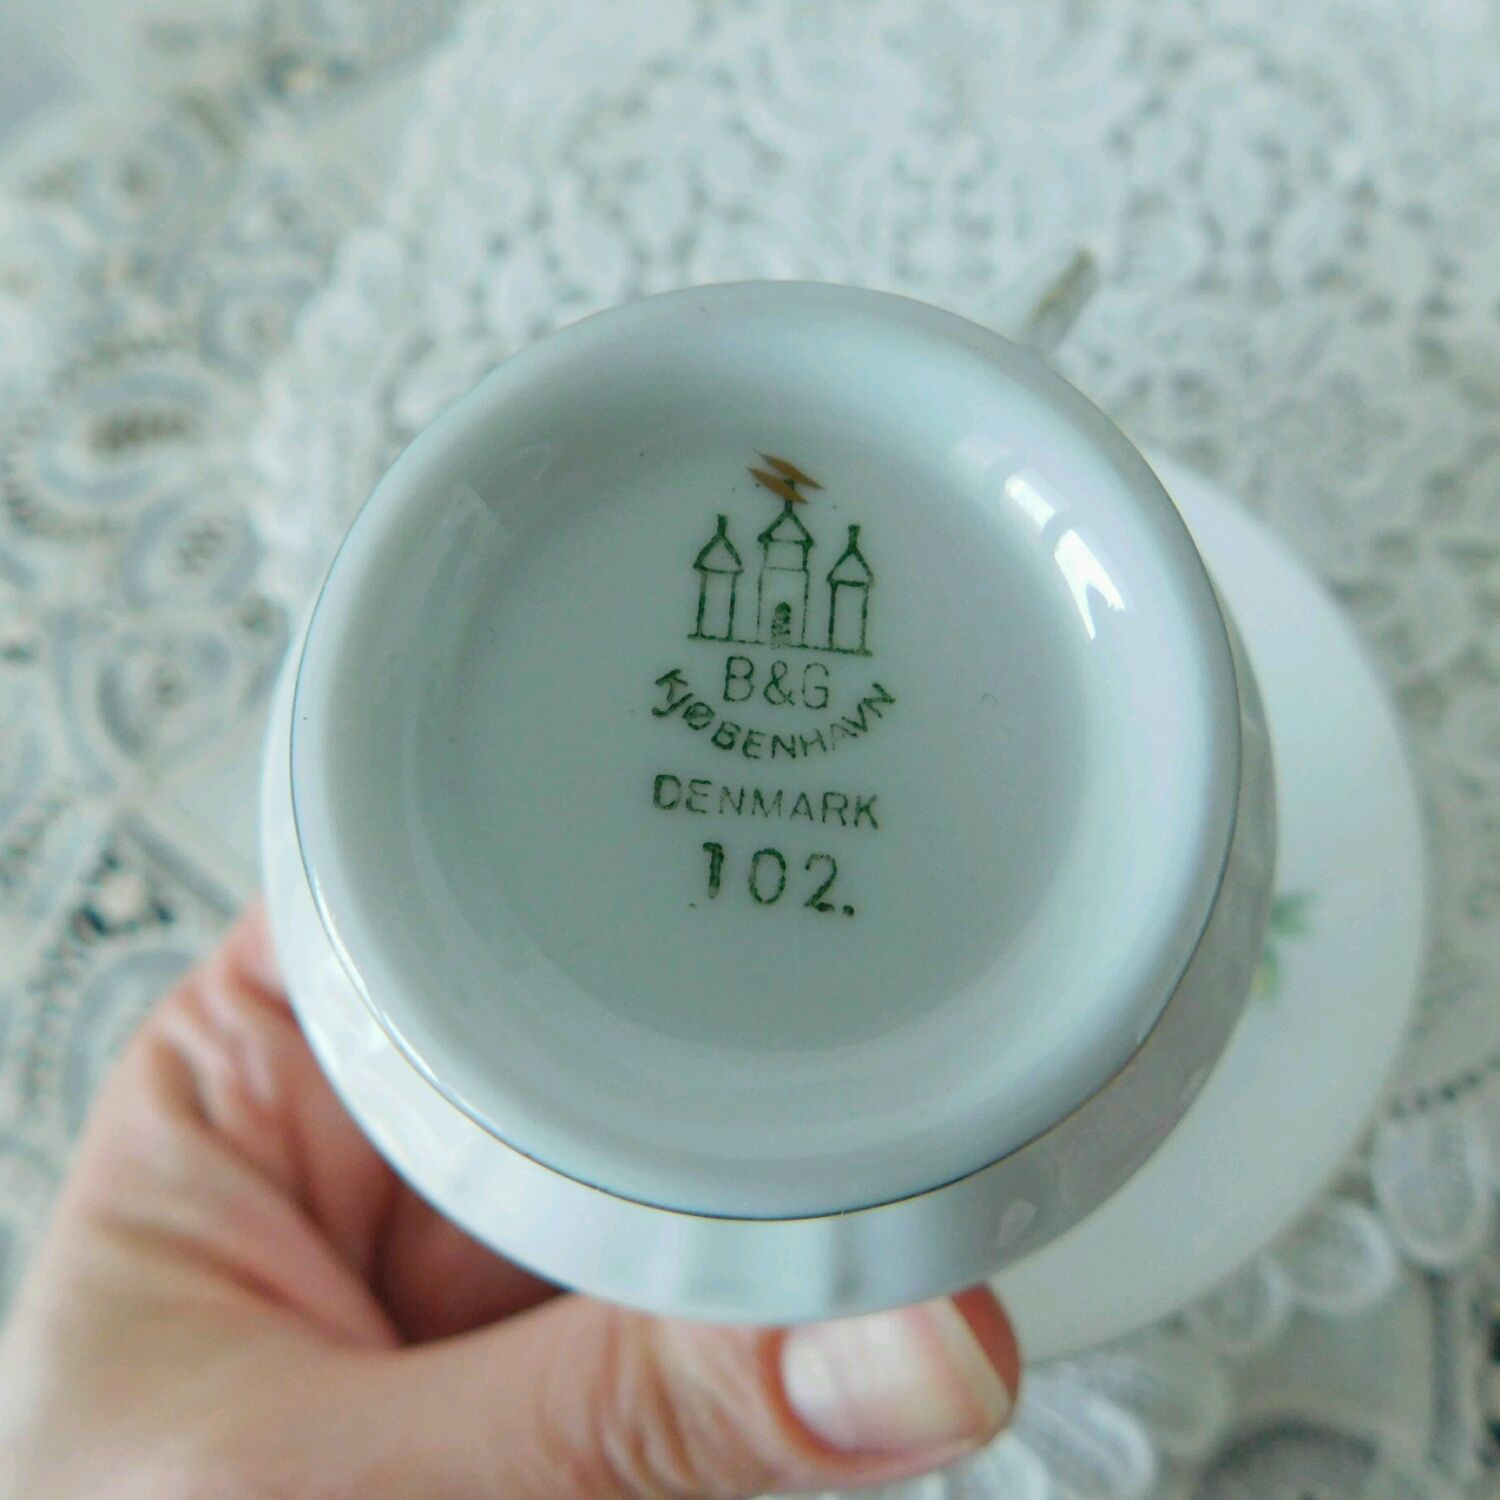 B&G
KJØBENHAVN
DENMARK
102.